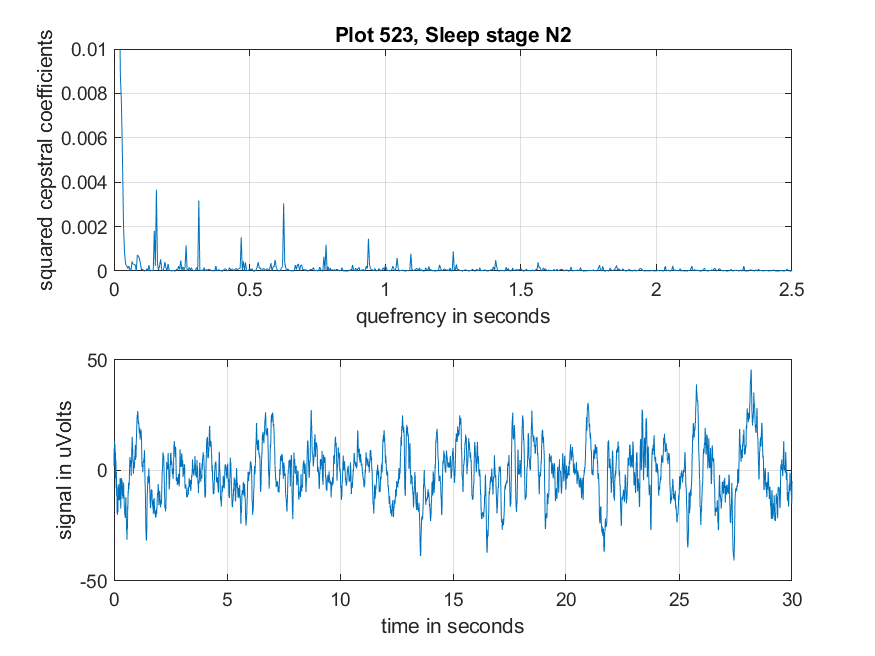 Plot 523, Sleep stage N2
squared cepstral coefficients
0.01
0.008
0.006
0.004
0.002
0
0 0.5 1 1.5 2 2.5
quefrency in seconds
signal in uVolts
50
0
-50
0 5 10 15 20 25 30
time in seconds